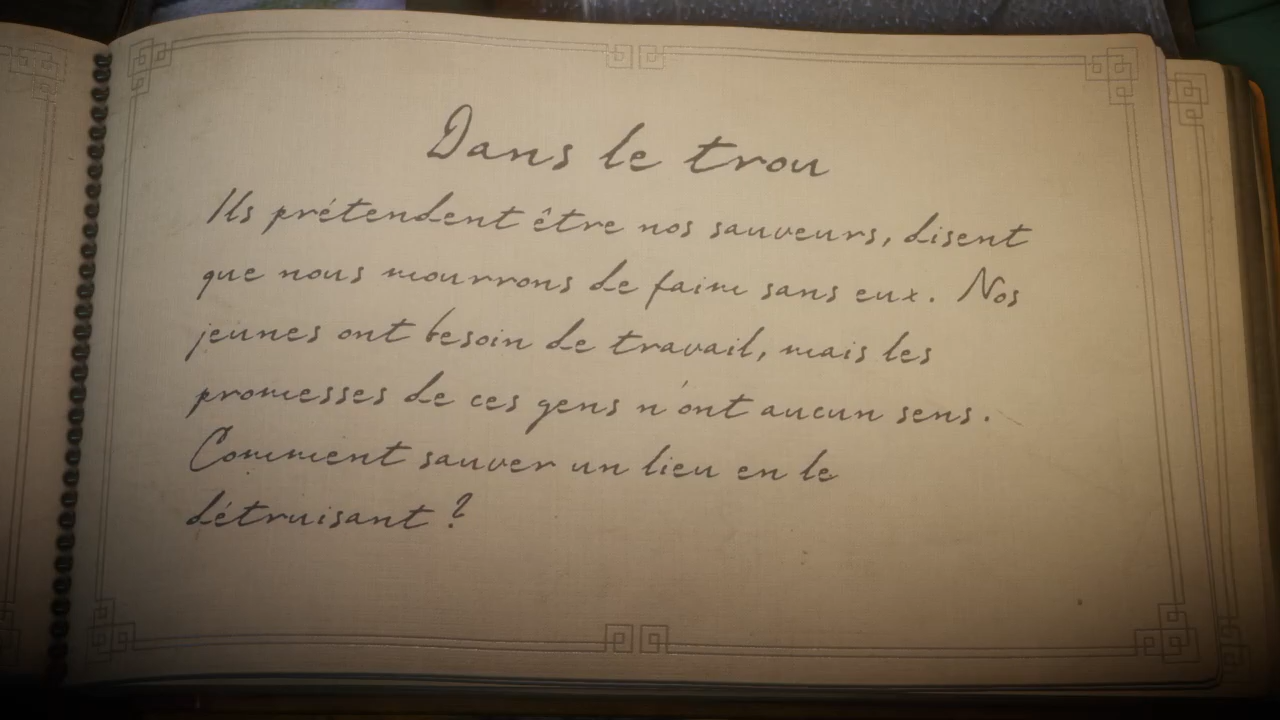 Dans le trou
Ils prétendent être nos sauveurs, disent
que nous mourrons de faim sans eux. Nos
jeunes ont besoin de travail, mais les
promesses de ces gens n'ont aucun sens.
Comment sauver un lieu en le
détruisant ?